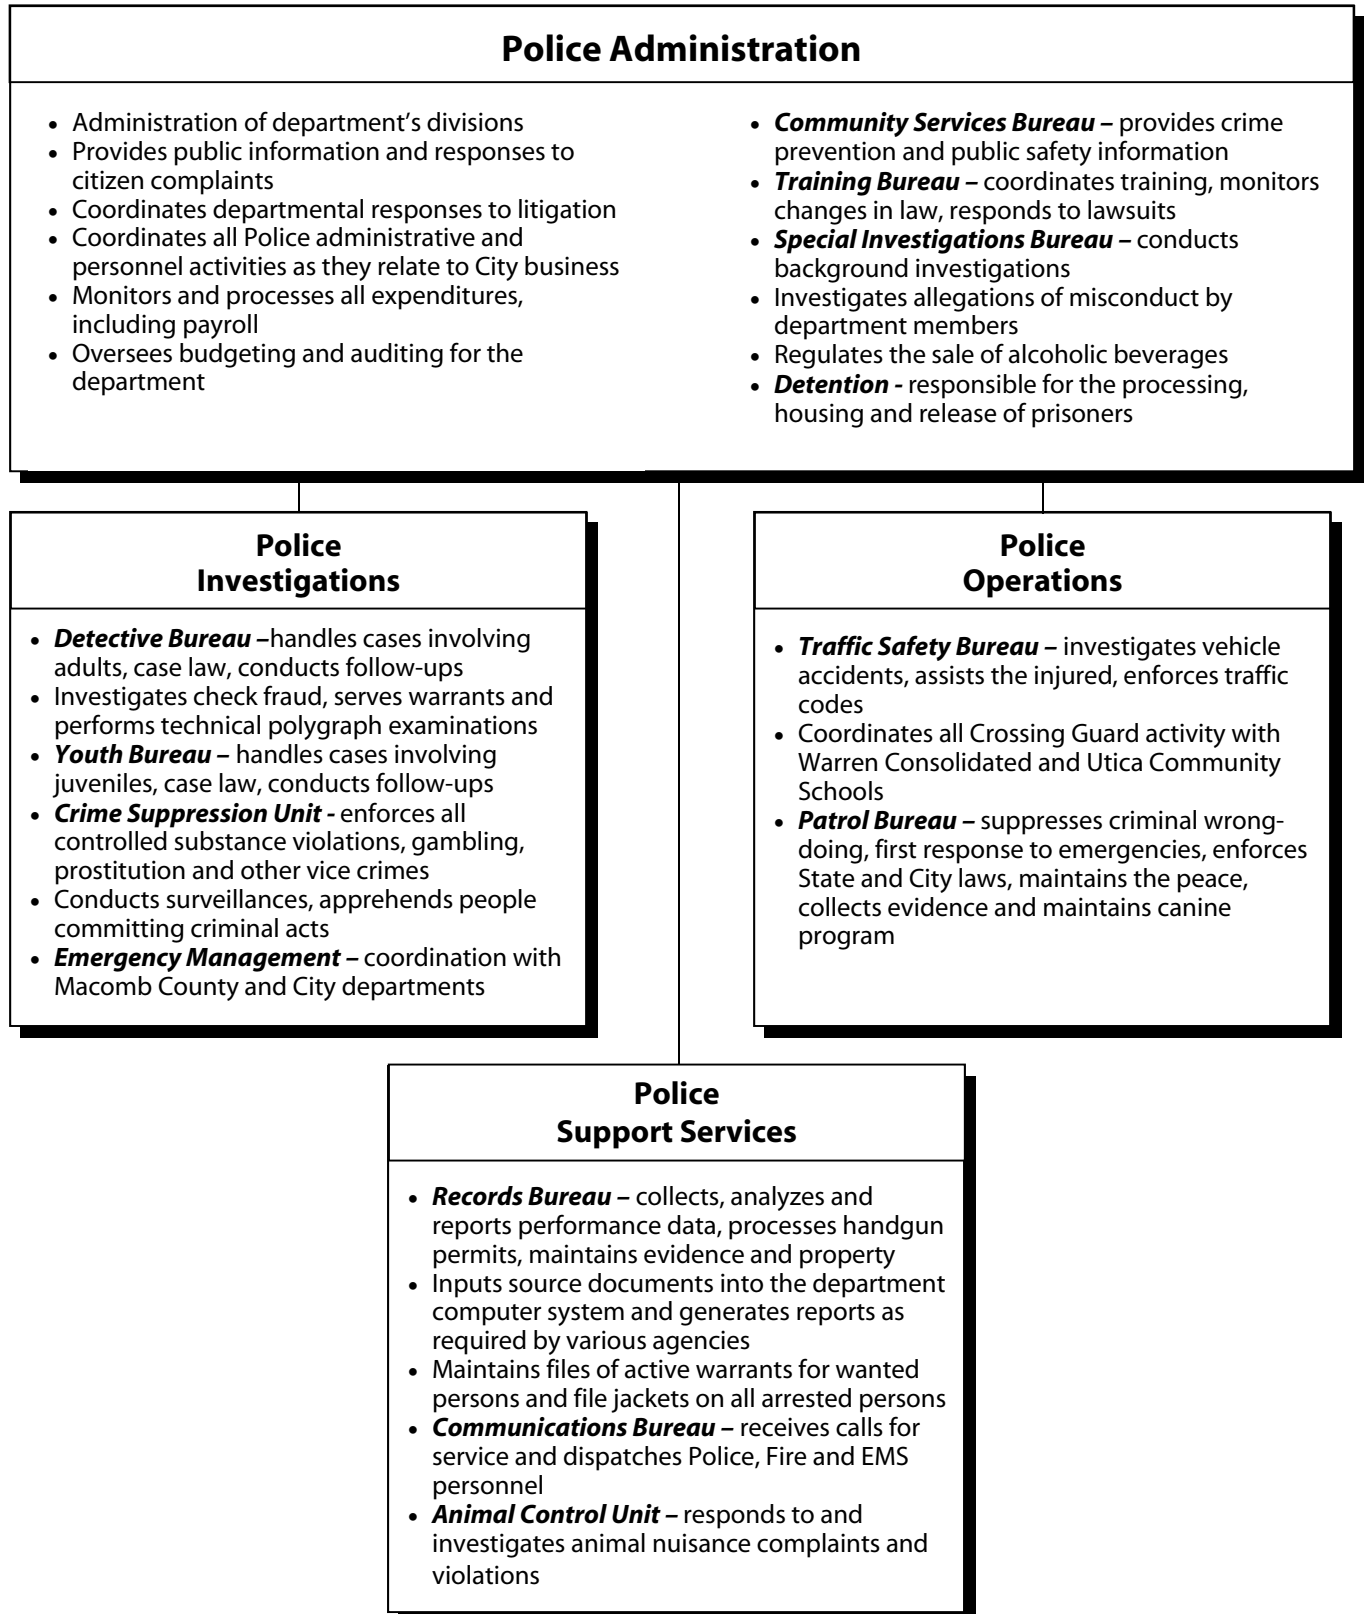 Police Administration
• Administration of department's divisions
• Provides public information and responses to
citizen complaints
• Coordinates departmental responses to litigation
• Coordinates all Police administrative and
personnel activities as they relate to City business
• Monitors and processes all expenditures,
including payroll
• Oversees budgeting and auditing for the
department
• Community Services Bureau – provides crime
prevention and public safety information
• Training Bureau – coordinates training, monitors
changes in law, responds to lawsuits
• Special Investigations Bureau – conducts
background investigations
• Investigates allegations of misconduct by
department members
• Regulates the sale of alcoholic beverages
• Detention - responsible for the processing,
housing and release of prisoners
Police
Investigations
• Detective Bureau –handles cases involving
adults, case law, conducts follow-ups
• Investigates check fraud, serves warrants and
performs technical polygraph examinations
• Youth Bureau – handles cases involving
juveniles, case law, conducts follow-ups
• Crime Suppression Unit - enforces all
controlled substance violations, gambling,
prostitution and other vice crimes
• Conducts surveillances, apprehends people
committing criminal acts
• Emergency Management – coordination with
Macomb County and City departments
Police
Operations
• Traffic Safety Bureau – investigates vehicle
accidents, assists the injured, enforces traffic
codes
• Coordinates all Crossing Guard activity with
Warren Consolidated and Utica Community
Schools
• Patrol Bureau – suppresses criminal wrong-
doing, first response to emergencies, enforces
State and City laws, maintains the peace,
collects evidence and maintains canine
program
Police
Support Services
• Records Bureau – collects, analyzes and
reports performance data, processes handgun
permits, maintains evidence and property
• Inputs source documents into the department
computer system and generates reports as
required by various agencies
• Maintains files of active warrants for wanted
persons and file jackets on all arrested persons
• Communications Bureau – receives calls for
service and dispatches Police, Fire and EMS
personnel
• Animal Control Unit – responds to and
investigates animal nuisance complaints and
violations